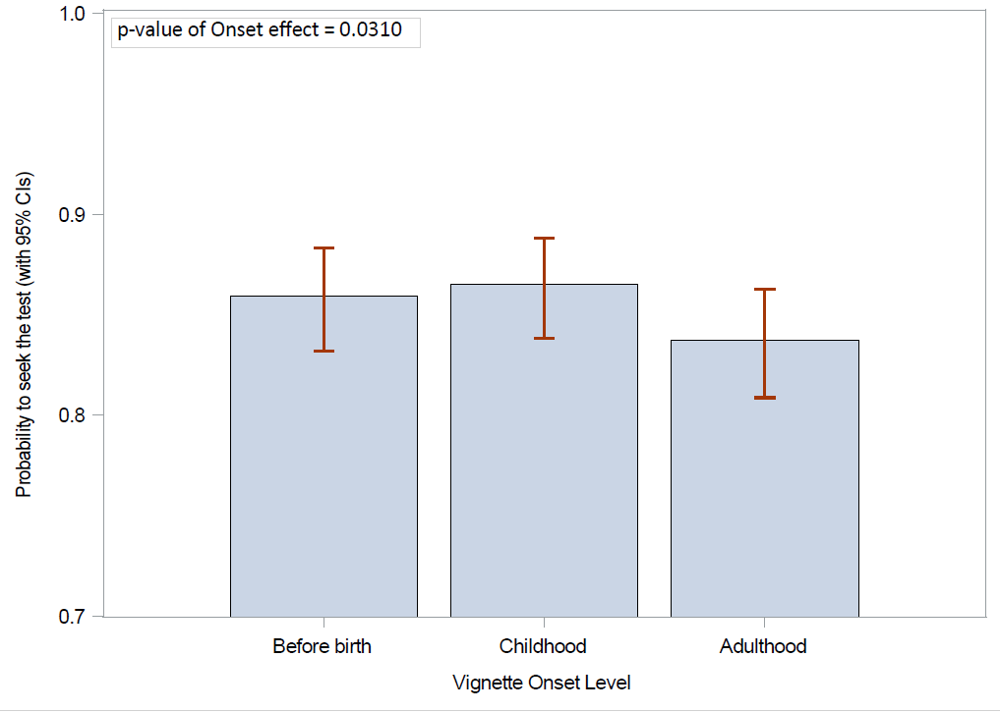 1.0
p-value of Onset effect = 0.0310
0.9
0.8
0.7
Probability to seek the test (with 95% CIs)
Before birth
Childhood
Adulthood
Vignette Onset Level